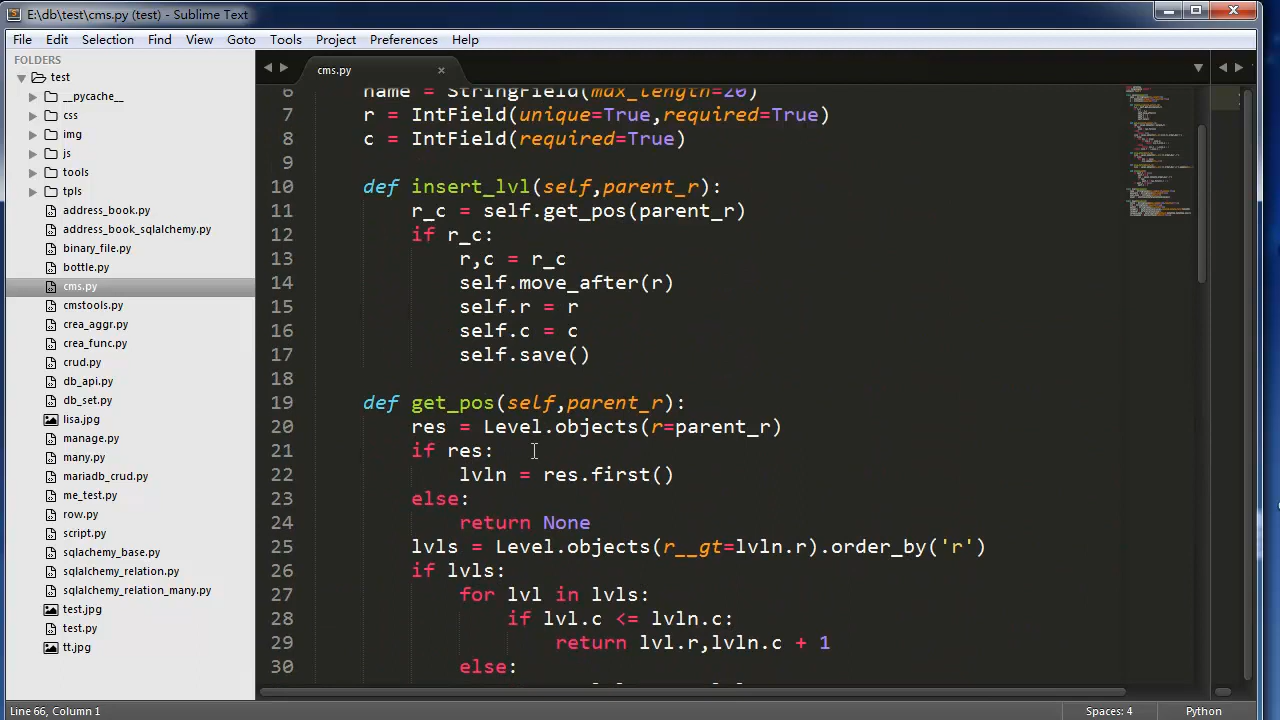 E:\db\test\cms.py (test) - Sublime Text
File Edit Selection Find View Goto Tools Project Preferences Help
FOLDERS
test
__pycache__
css
img
js
tools
tpls
address_book.py
address_book_sqlalchemy.py
binary_file.py
bottle.py
cms.py
cmstools.py
crea_aggr.py
crea_func.py
crud.py
db_api.py
db_set.py
lisa.jpg
manage.py
many.py
mariadb_crud.py
me_test.py
row.py
script.py
sqlachemy_base.py
sqlalchemy_relation.py
sqlalchemy_relation_many.py
test.jpg
test.py
tt.jpg
cms.py
6 name = StringField(max_length=20)
7 r = IntField(unique=True,required=True)
8 c = IntField(required=True)
9
10 def insert_lvl(self,parent_r):
11 r_c = self.get_pos(parent_r)
12 if r_c:
13 r,c = r_c
14 self.move_after(r)
15 self.r = r
16 self.c = c
17 self.save()
18
19 def get_pos(self,parent_r):
20 res = Level.objects(r=parent_r)
21 if res:
22 lvln = res.first()
23 else:
24 return None
25 lvls = Level.objects(r__gt=lvln.r).order_by('r')
26 if lvls:
27 for lvl in lvls:
28 if lvl.c <= lvln.c:
29 return lvl.r,lvln.c + 1
30 else:
Line 66, Column 1
Spaces: 4
Python